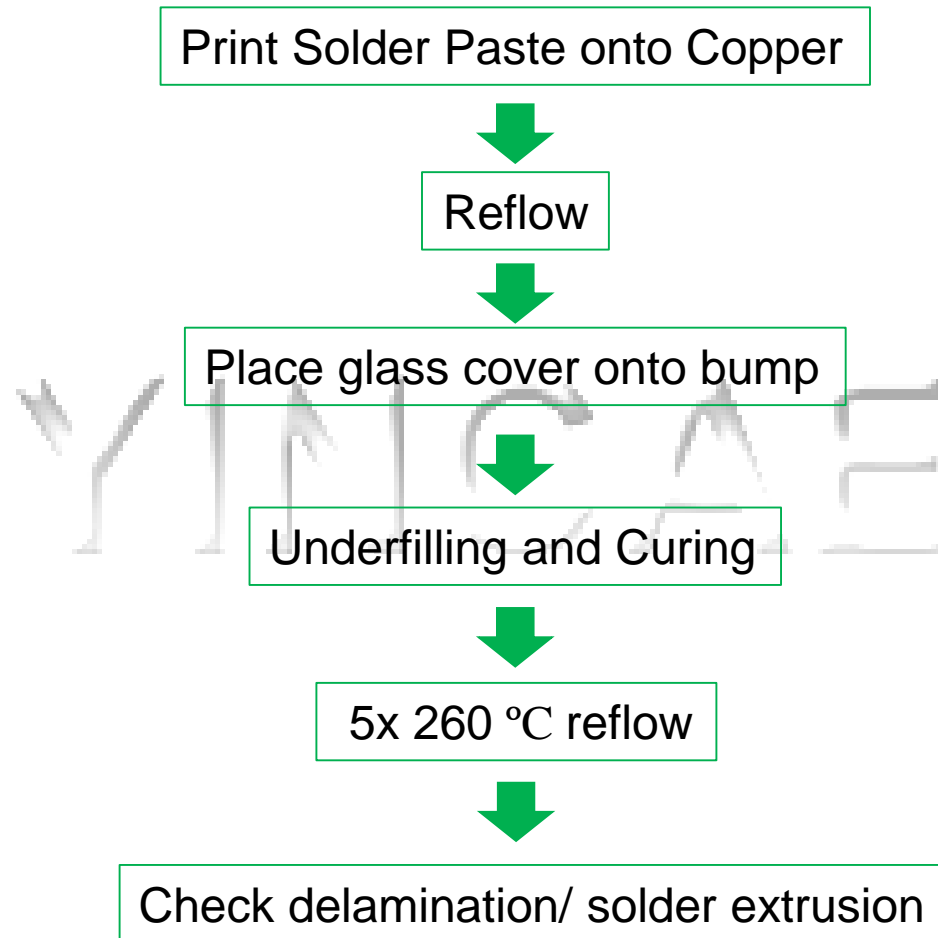 Print Solder Paste onto Copper
Reflow
Place glass cover onto bump
YINCAE
Underfilling and Curing
5x 260 ℃ reflow
Check delamination/ solder extrusion